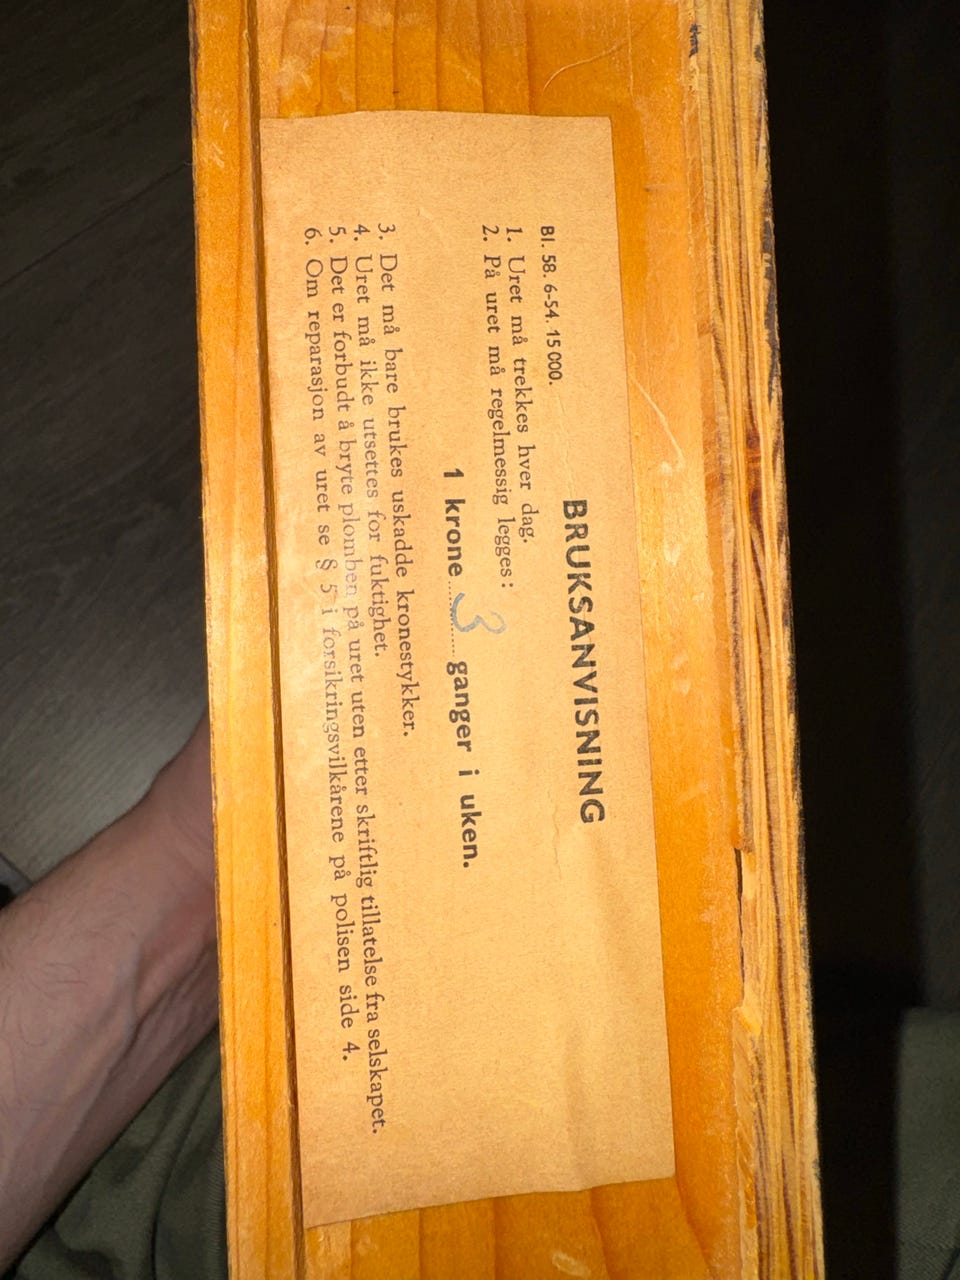 Bl. 58. 6-54. 15 000.
BRUKSANVISNING
1. Uret må trekkes hver dag.
2. På uret må regelmessig legges:
1 krone 3 ganger i uken.
3. Det må bare brukes uskadde kronestykker.
4. Uret må ikke utsettes for fuktighet.
5. Det er forbudt å bryte plomben på uret uten etter skriftlig tillatelse fra selskapet.
6. Om reparasjon av uret se § 5 i forsikringsvilkårene på polisen side 4.